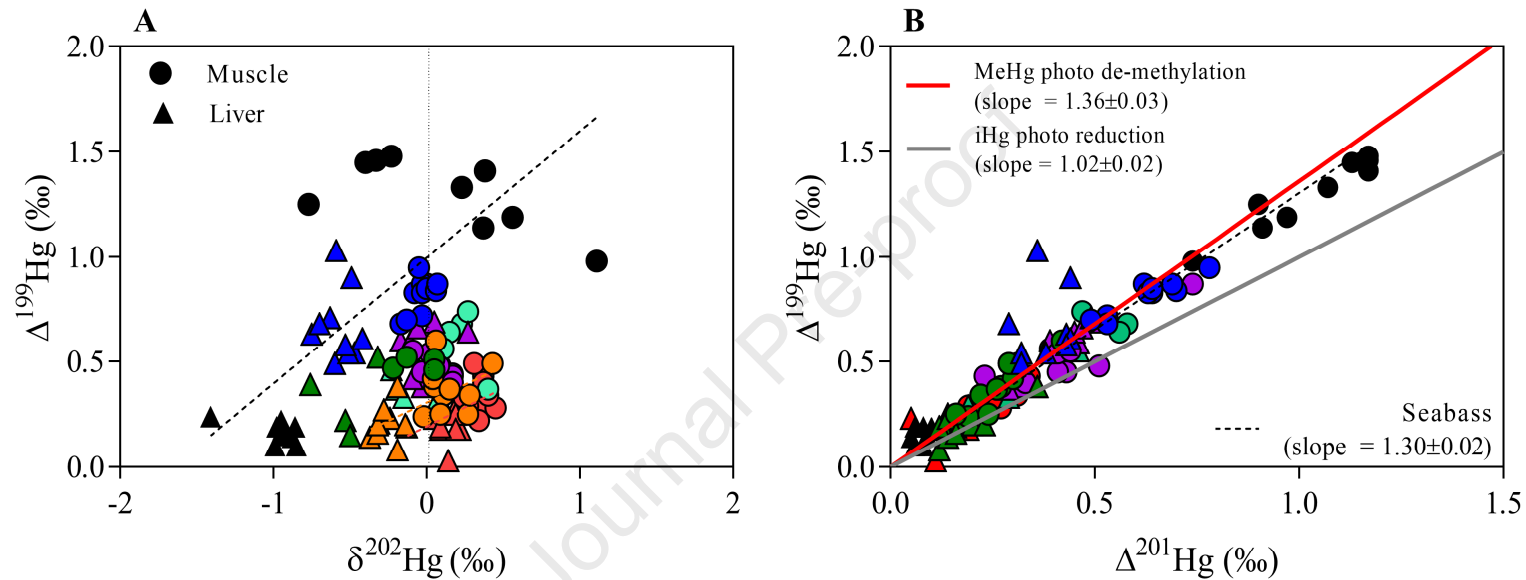 A
2.0
1.5
1.0
0.5
0.0
-2
-1
0
1
2
Δ¹⁹⁹Hg (‰)
δ²⁰²Hg (‰)
Muscle
Liver
B
2.0
1.5
1.0
0.5
0.0
0.0
0.5
1.0
1.5
Δ¹⁹⁹Hg (‰)
Δ²⁰¹Hg (‰)
MeHg photo de-methylation
(slope = 1.36±0.03)
iHg photo reduction
(slope = 1.02±0.02)
Seabass
(slope = 1.30±0.02)
Journal Pre-proof